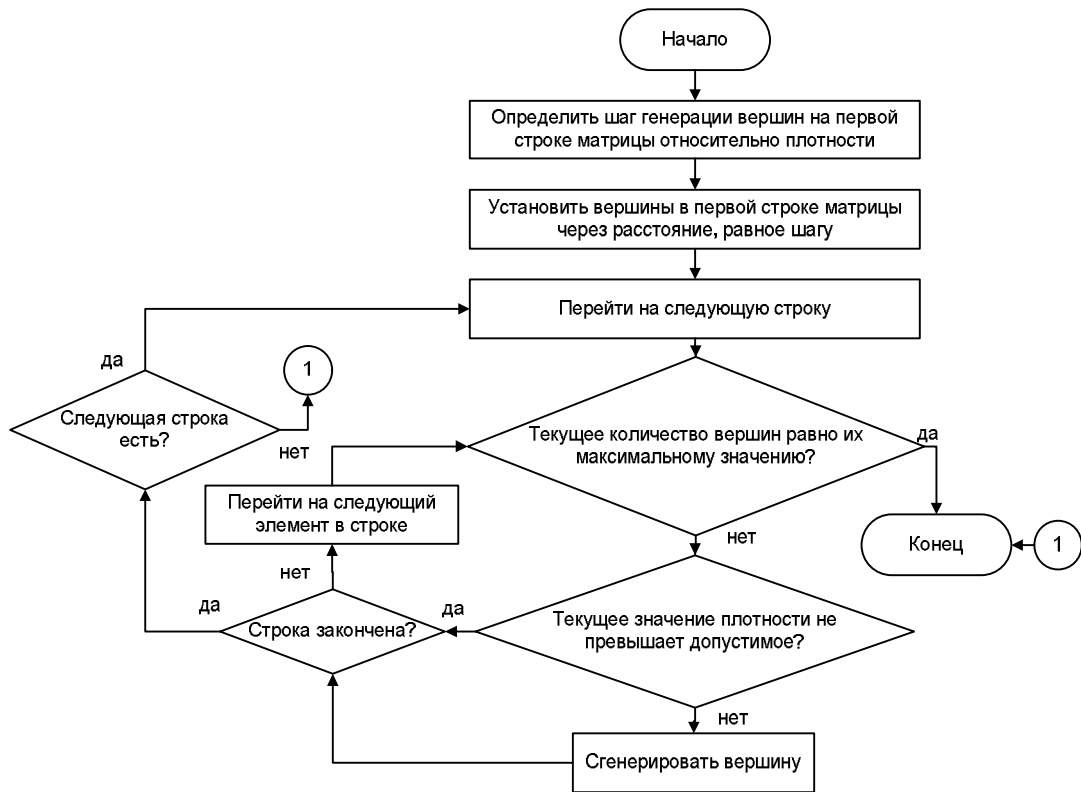 Начало
Определить шаг генерации вершин на первой
строке матрицы относительно плотности
Установить вершины в первой строке матрицы
через расстояние, равное шагу
Перейти на следующую строку
да
1
Следующая строка
есть?
нет
Текущее количество вершин равно их
максимальному значению?
да
Перейти на следующий
элемент в строке
нет
Конец
1
нет
да
Строка закончена?
да
Текущее значение плотности не
превышает допустимое?
нет
Сгенерировать вершину